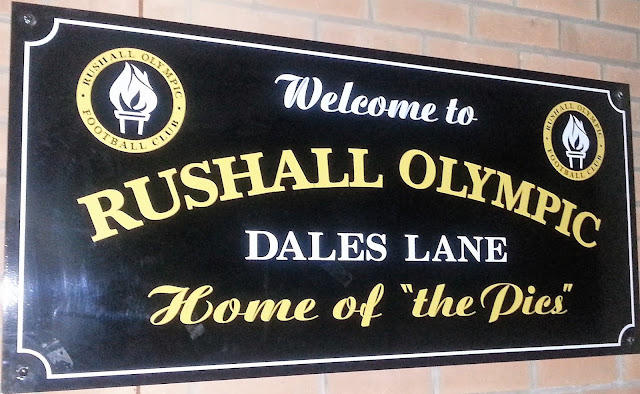 Welcome to
RUSHALL OLYMPIC
FOOTBALL CLUB
RUSHALL OLYMPIC
FOOTBALL CLUB
RUSHALL OLYMPIC
DALES LANE
Home of "the Pics"